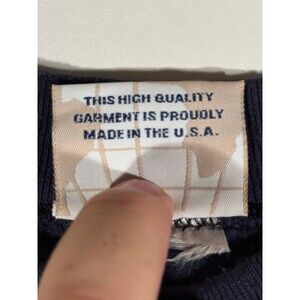 THIS HIGH QUALITY
GARMENT IS PROUDLY
MADE IN THE U.S.A.